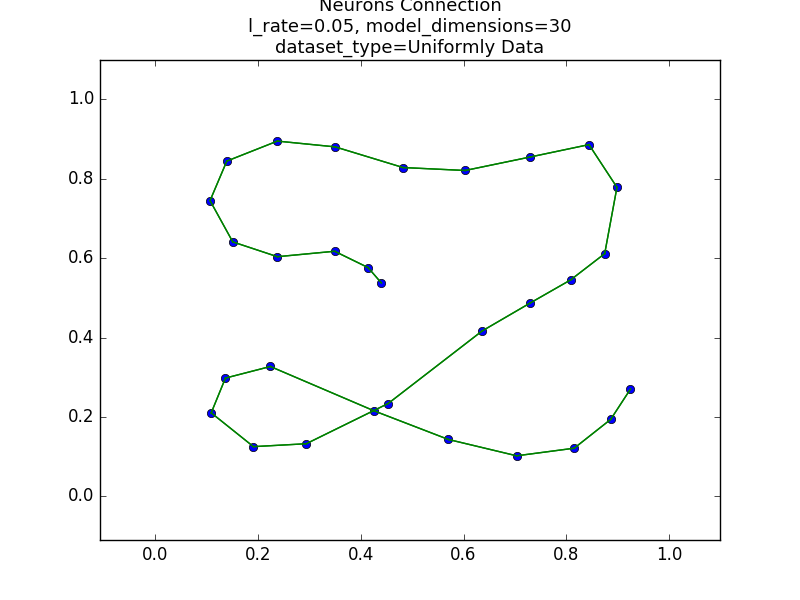 Neurons Connection
l_rate=0.05, model_dimensions=30
dataset_type=Uniformly Data
1.0
0.8
0.6
0.4
0.2
0.0
0.0 0.2 0.4 0.6 0.8 1.0